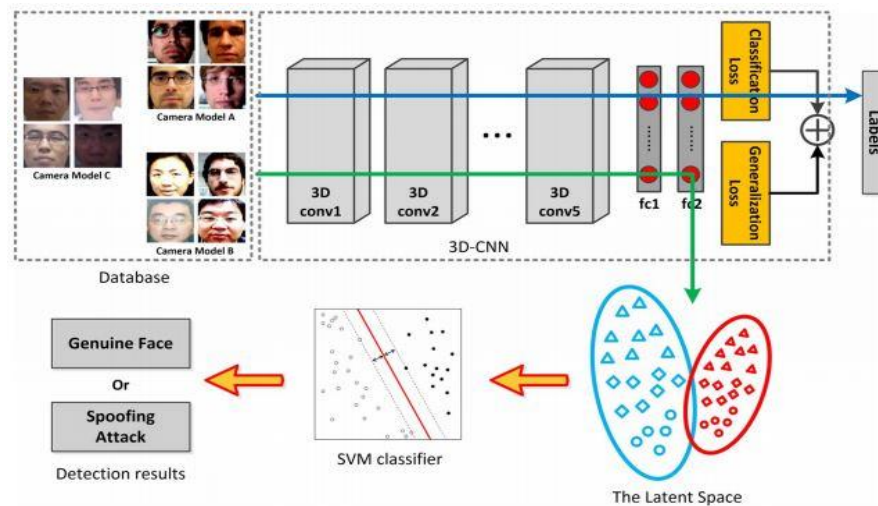 Camera Model A
Camera Model C
Camera Model B
Database
3D
conv1
3D
conv2
...
3D
conv5
fc1
fc2
3D-CNN
Classification
Loss
Generalization
Loss
Labels
Genuine Face
Or
Spoofing
Attack
Detection results
SVM classifier
The Latent Space